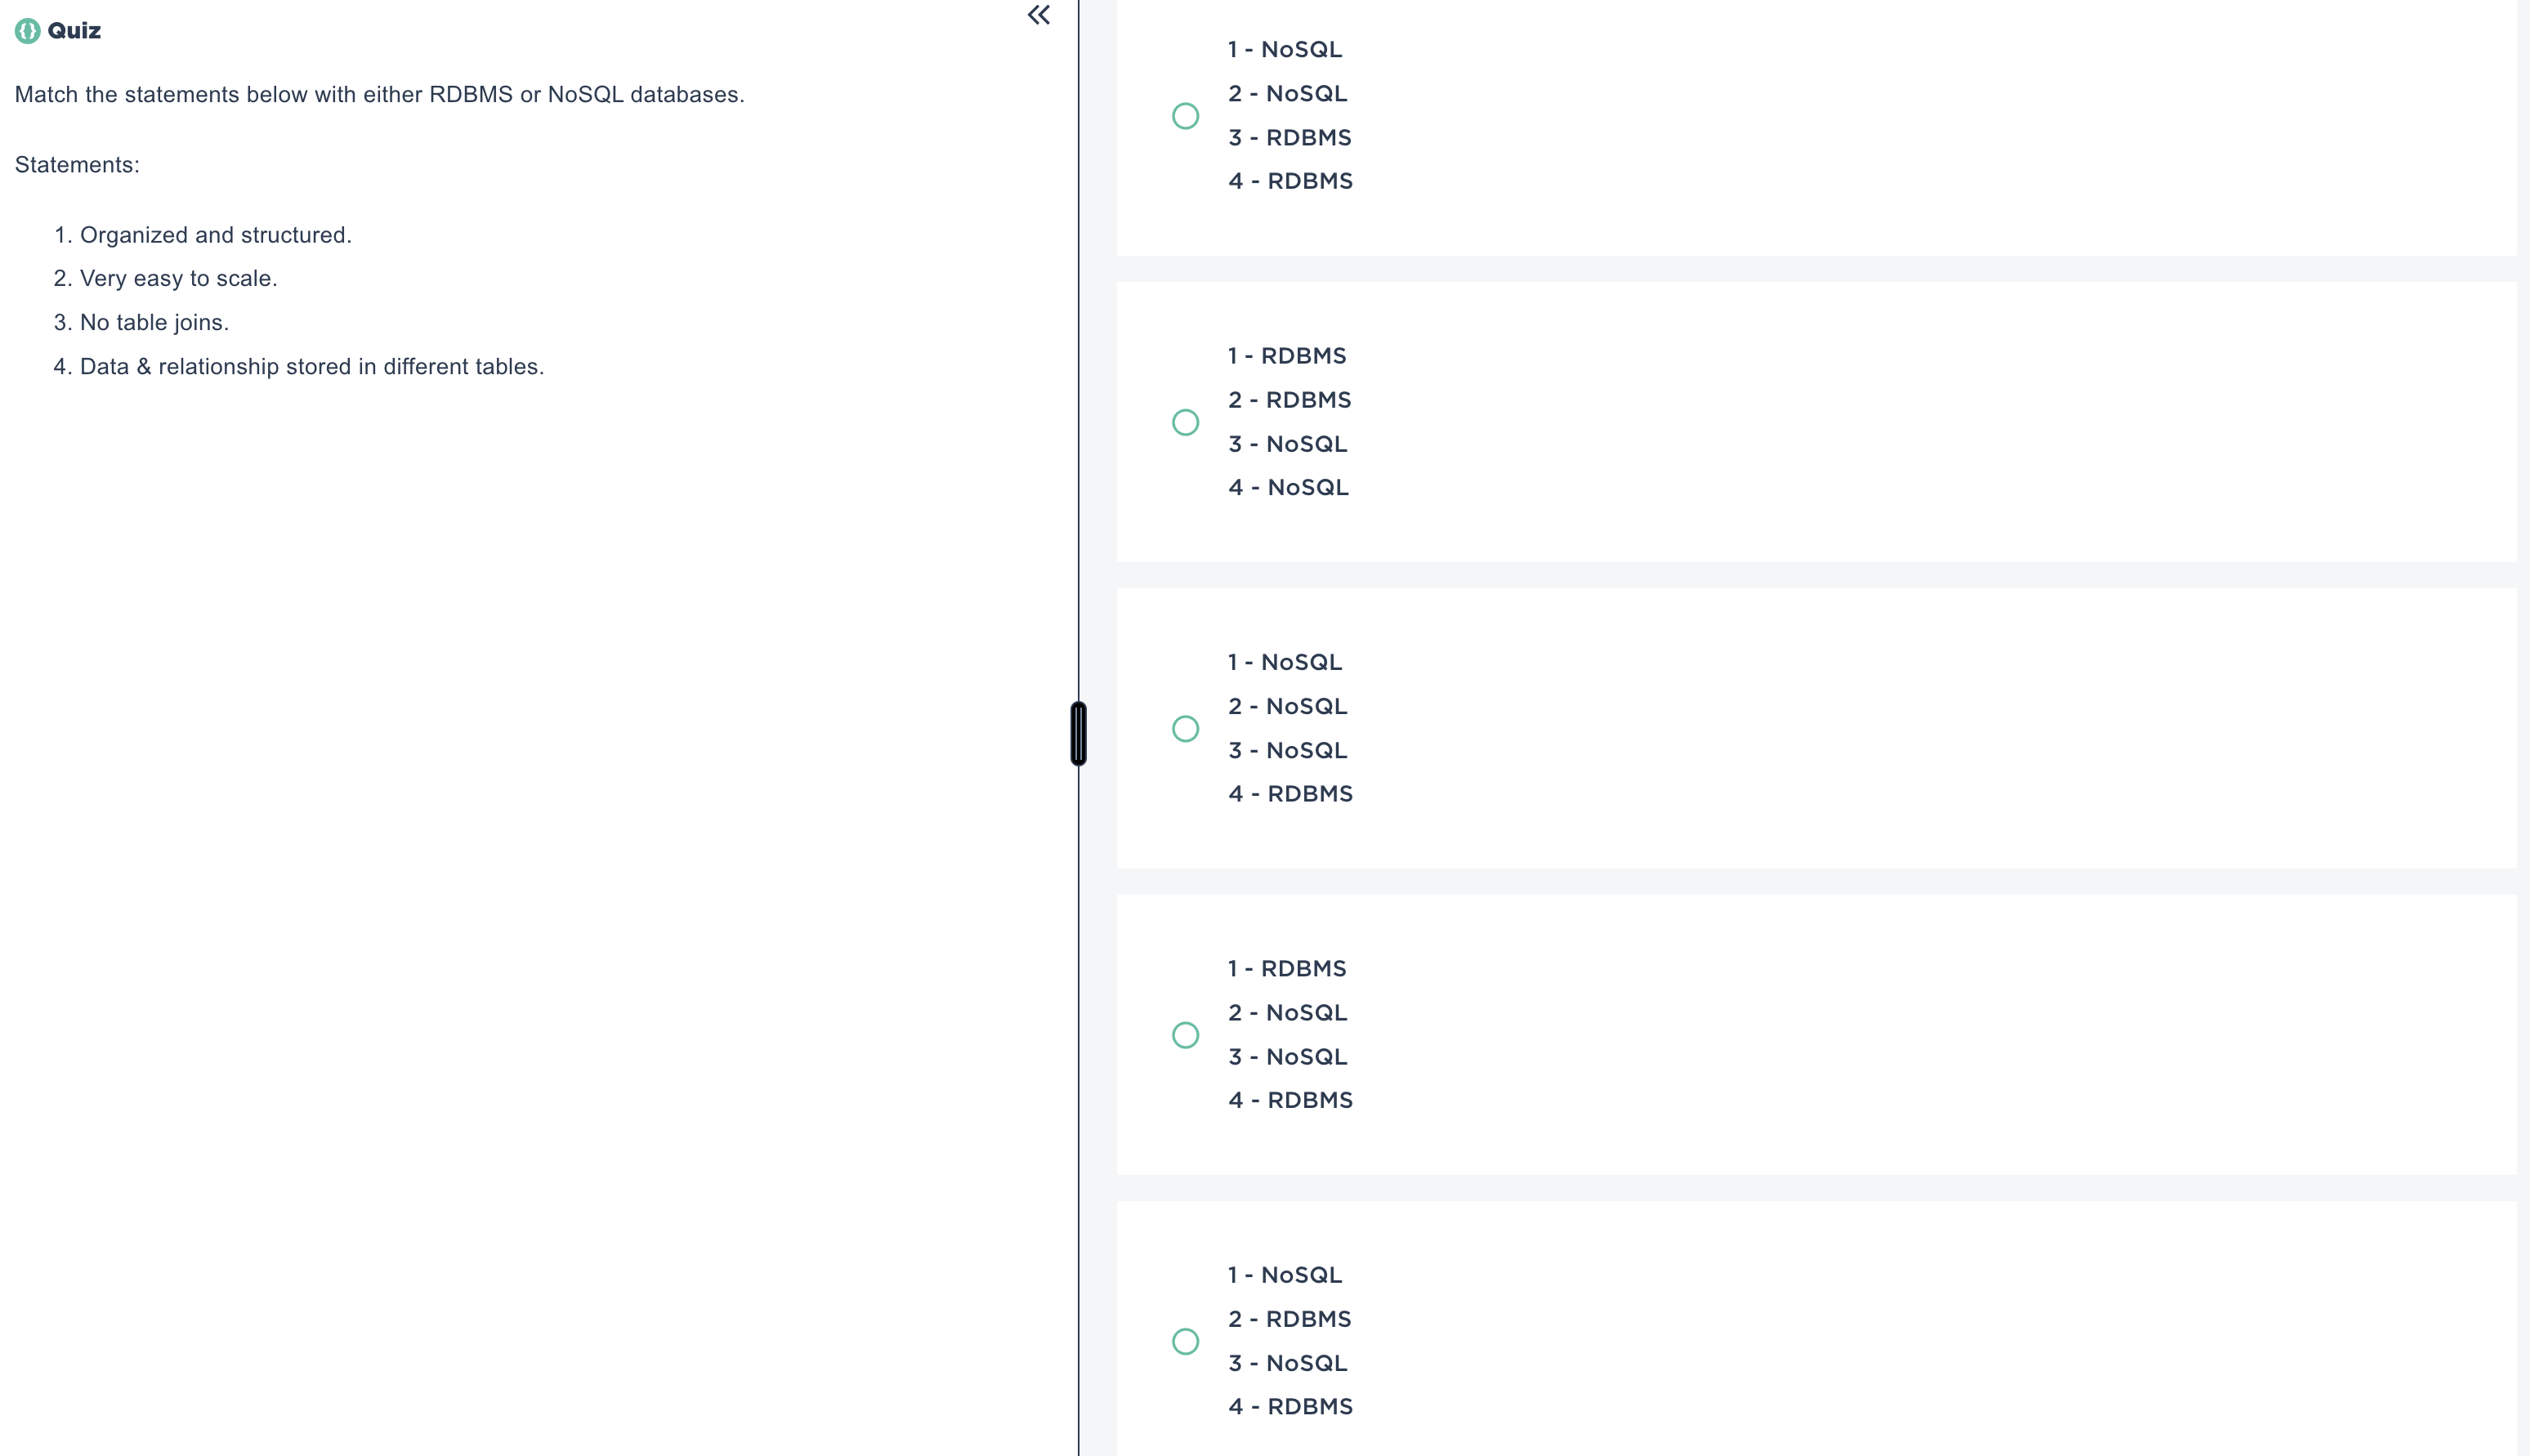 Quiz
Match the statements below with either RDBMS or NoSQL databases.
Statements:
1. Organized and structured.
2. Very easy to scale.
3. No table joins.
4. Data & relationship stored in different tables.
1 - NoSQL
2 - NoSQL
3 - RDBMS
4 - RDBMS
1 - RDBMS
2 - RDBMS
3 - NoSQL
4 - NoSQL
1 - NoSQL
2 - NoSQL
3 - NoSQL
4 - RDBMS
1 - RDBMS
2 - NoSQL
3 - NoSQL
4 - RDBMS
1 - NoSQL
2 - RDBMS
3 - NoSQL
4 - RDBMS